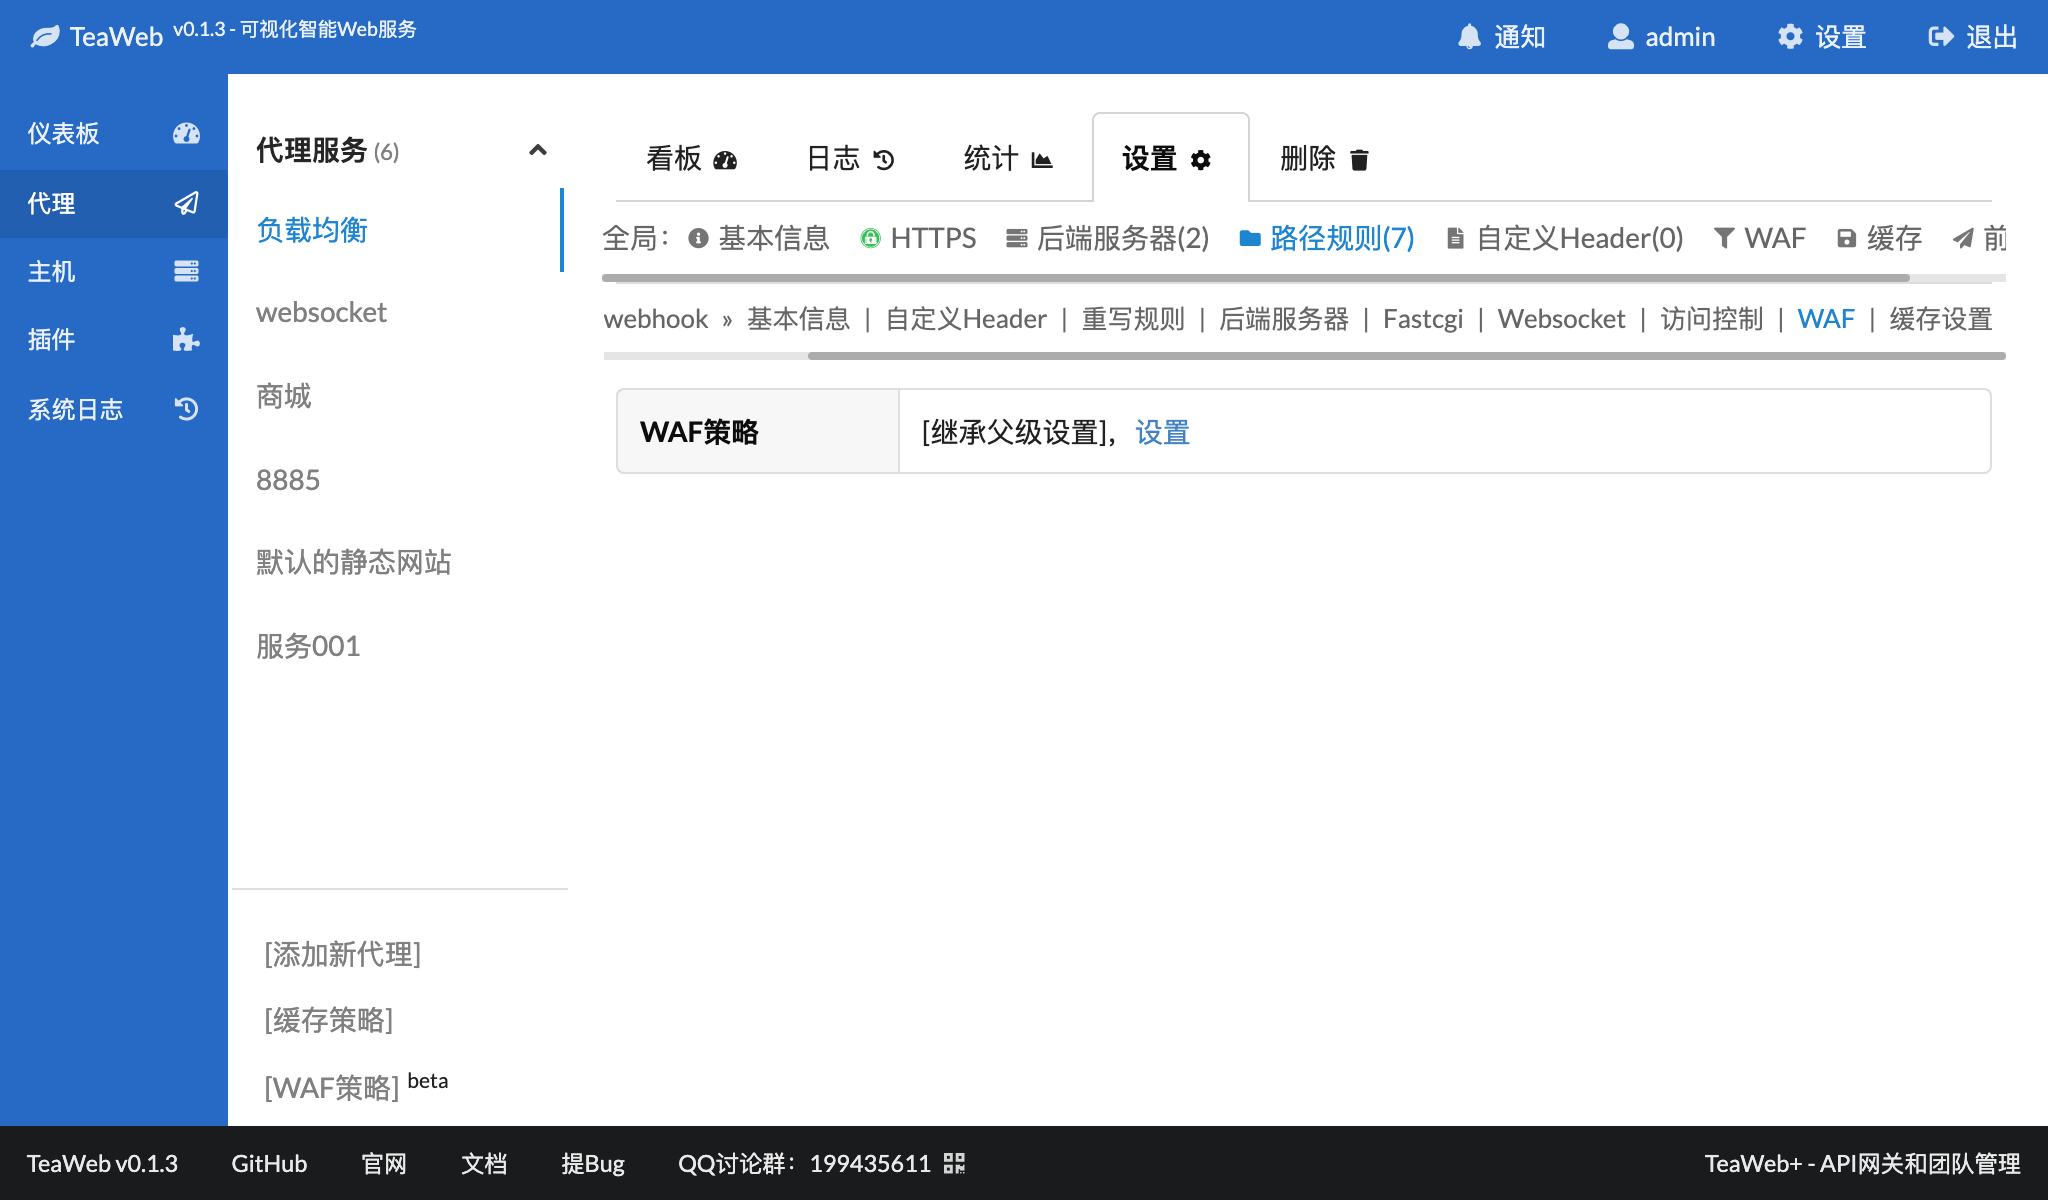 TeaWeb v0.1.3 - 可视化智能Web服务 通知 admin 设置 退出
仪表板
代理
主机
插件
系统日志
代理服务 (6)
负载均衡
websocket
商城
8885
默认的静态网站
服务001
[添加新代理]
[缓存策略]
[WAF策略] beta
看板 日志 统计 设置 删除
全局： 基本信息 HTTPS 后端服务器(2) 路径规则(7) 自定义Header(0) WAF 缓存 前
webhook » 基本信息 | 自定义Header | 重写规则 | 后端服务器 | Fastcgi | Websocket | 访问控制 | WAF | 缓存设置
WAF策略 [继承父级设置]，设置
TeaWeb v0.1.3 GitHub 官网 文档 提Bug QQ讨论群：199435611 TeaWeb+ - API网关和团队管理